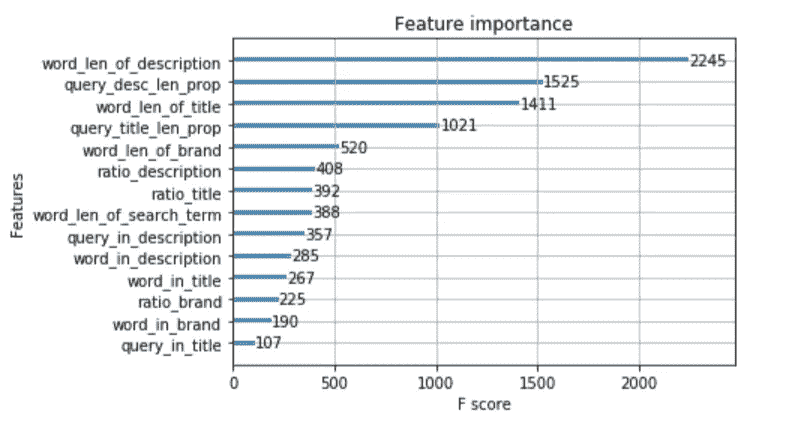 Feature importance
word_len_of_description 2245
query_desc_len_prop 1525
word_len_of_title 1411
query_title_len_prop 1021
word_len_of_brand 520
ratio_description 408
ratio_title 392
word_len_of_search_term 388
query_in_description 357
word_in_description 285
word_in_title 267
ratio_brand 225
word_in_brand 190
query_in_title 107
Features
0 500 1000 1500 2000
F score